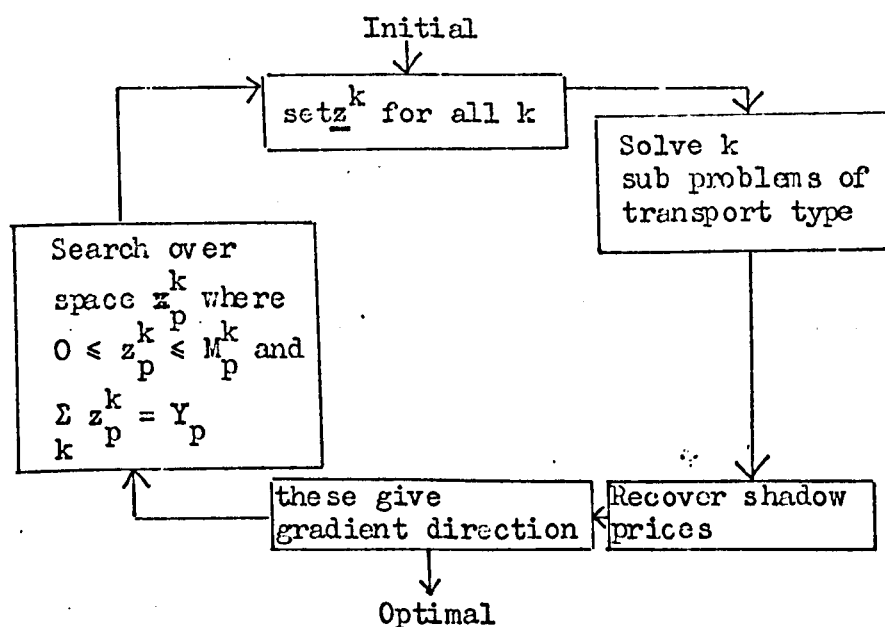 Initial
set z^k for all k
Solve k
sub problems of
transport type
Recover shadow
prices
these give
gradient direction
Optimal
Search over
space z_p^k where
0 ≤ z_p^k ≤ M_p^k and
Σ z_p^k = Y_p
k